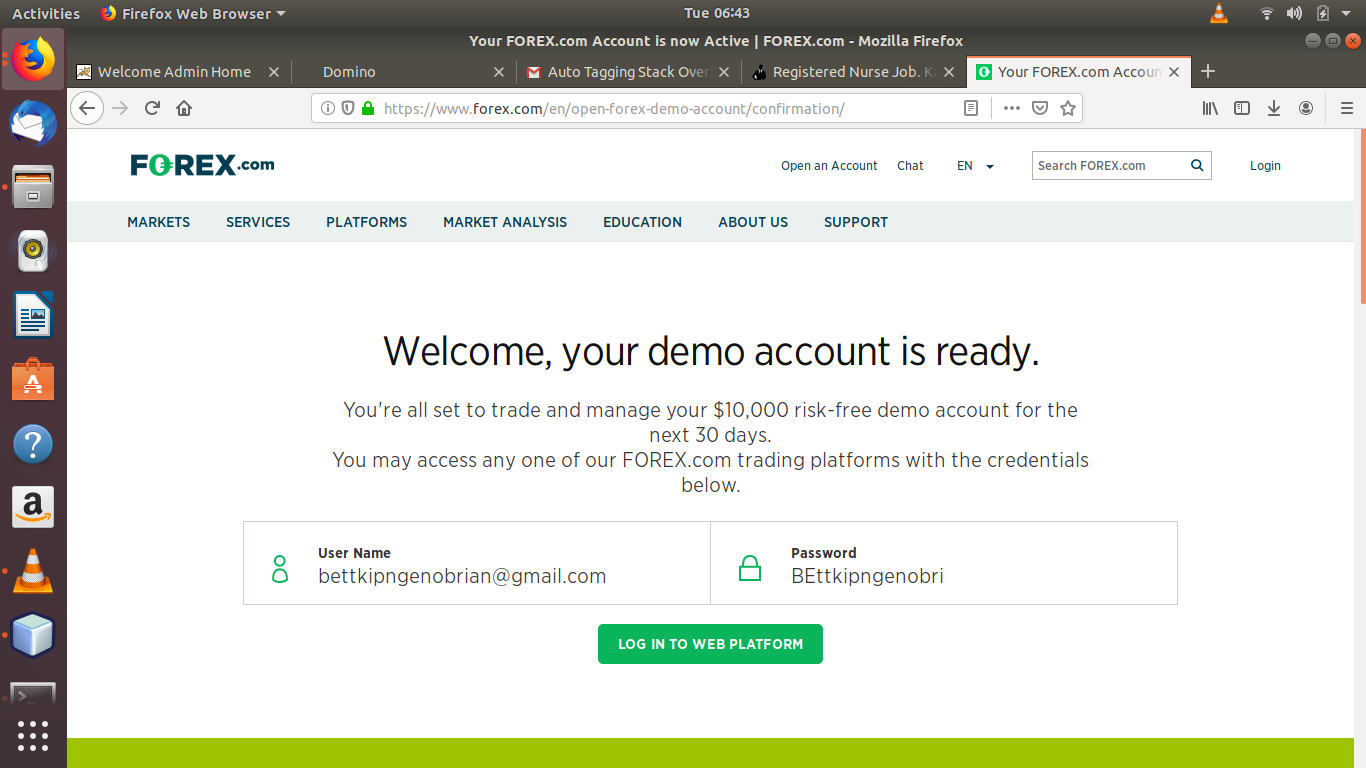 Activities
Firefox Web Browser
Tue 06:43
Your FOREX.com Account is now Active | FOREX.com - Mozilla Firefox
Welcome Admin Home
Domino
Auto Tagging Stack Over
Registered Nurse Job. Ka
Your FOREX.com Accoun
https://www.forex.com/en/open-forex-demo-account/confirmation/
FOREX.com
Open an Account
Chat
EN
Search FOREX.com
Login
MARKETS
SERVICES
PLATFORMS
MARKET ANALYSIS
EDUCATION
ABOUT US
SUPPORT
Welcome, your demo account is ready.
You're all set to trade and manage your $10,000 risk-free demo account for the
next 30 days.
You may access any one of our FOREX.com trading platforms with the credentials
below.
User Name
bettkipngenobrian@gmail.com
Password
BEttkipngenobri
LOG IN TO WEB PLATFORM